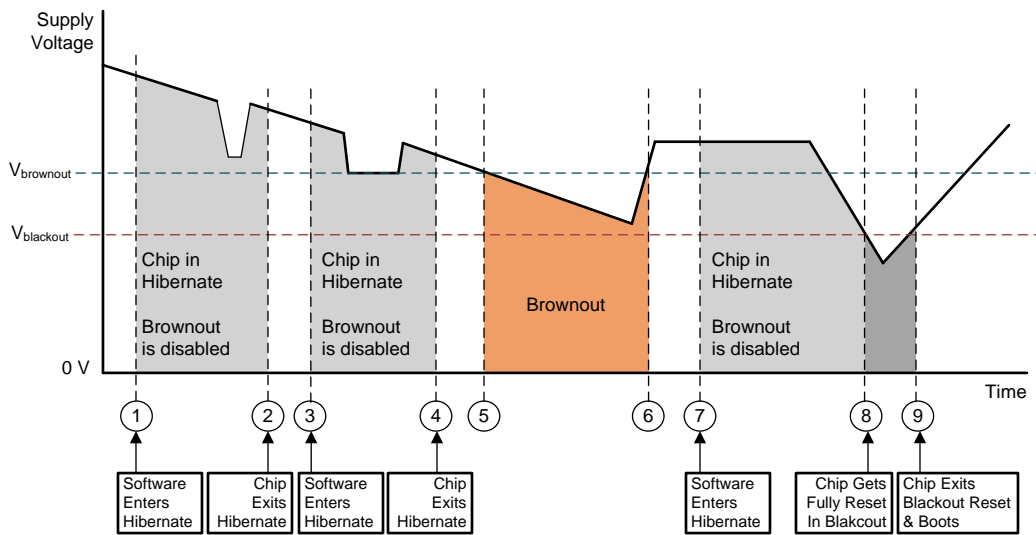 Supply
Voltage
Vbrownout
Vblackout
0 V
Chip in
Hibernate
Brownout
is disabled
Chip in
Hibernate
Brownout
is disabled
Brownout
Chip in
Hibernate
Brownout
is disabled
Time
1
2
3
4
5
6
7
8
9
Software
Enters
Hibernate
Chip
Exits
Hibernate
Software
Enters
Hibernate
Chip
Exits
Hibernate
Software
Enters
Hibernate
Chip Gets
Fully Reset
In Blakcout
Chip Exits
Blackout Reset
& Boots